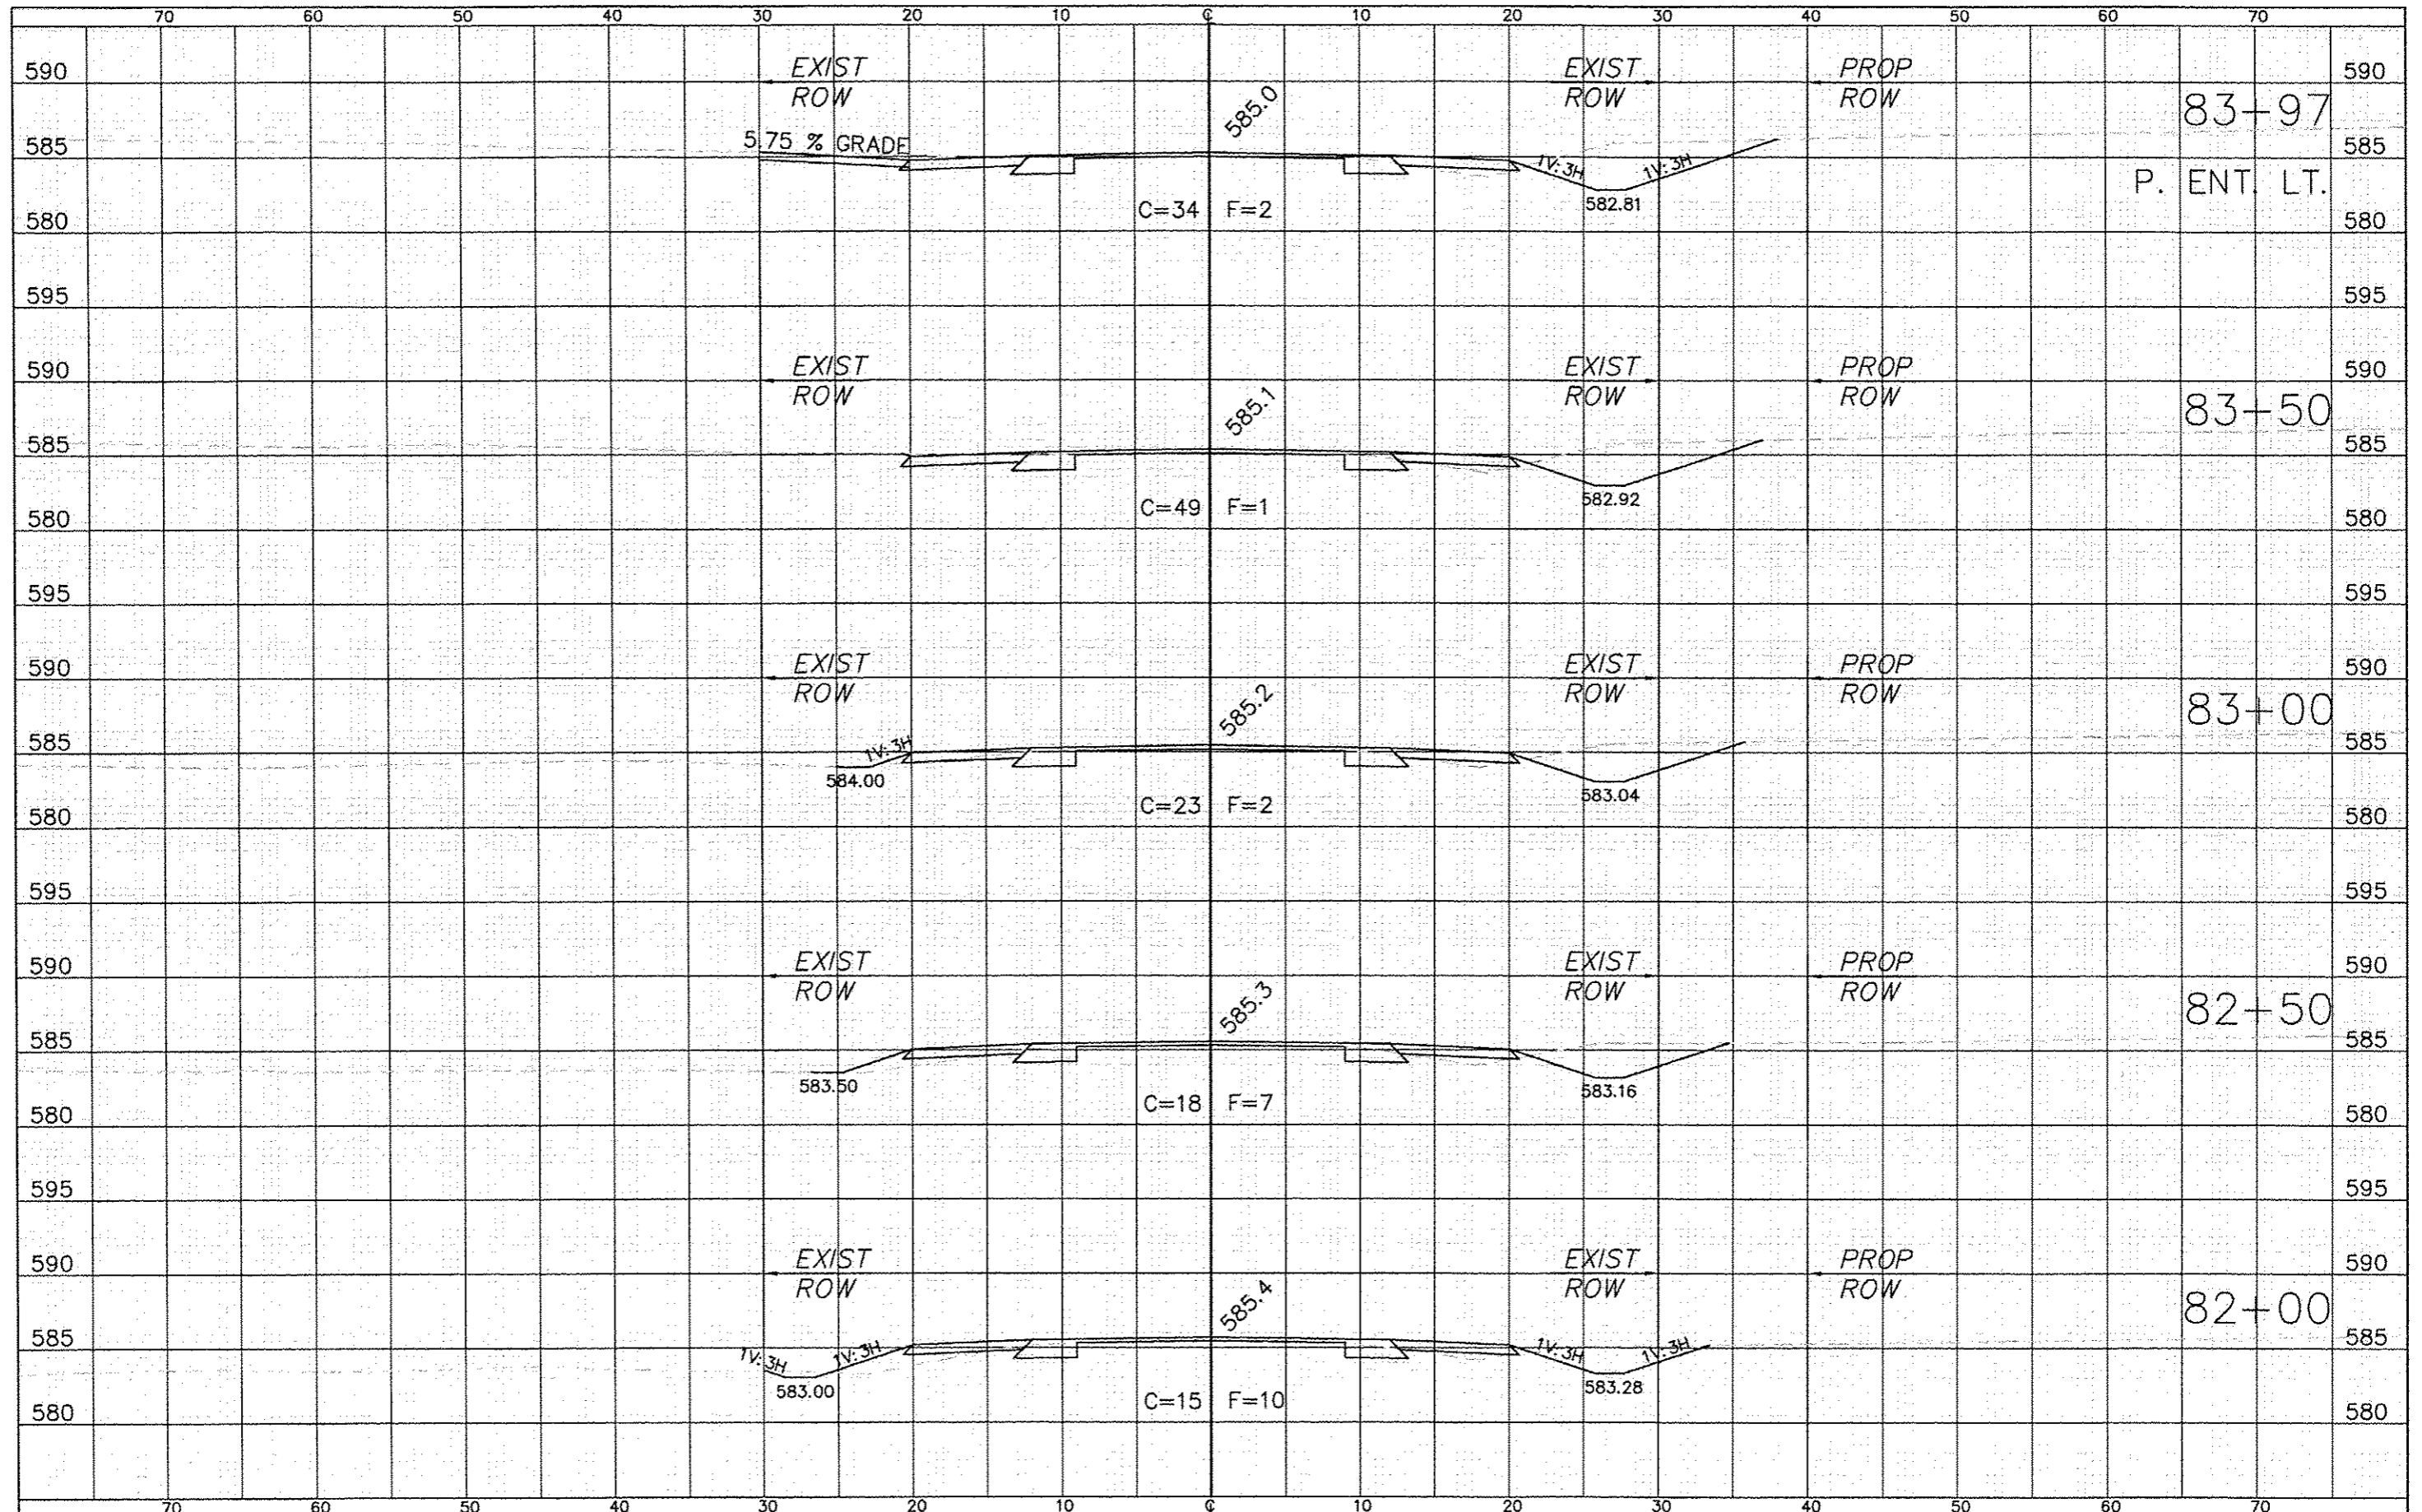 70 60 50 40 30 20 10 ℄ 10 20 30 40 50 60 70
590 EXIST ROW 585.0 EXIST ROW PROP ROW 590
83+97
585 5.75 % GRADE 1V:3H 1V:3H 585
P. ENT. LT.
582.81
C=34 F=2
580 580
595 595
590 EXIST ROW 585.1 EXIST ROW PROP ROW 590
83+50
585 585
582.92
C=49 F=1
580 580
595 595
590 EXIST ROW 585.2 EXIST ROW PROP ROW 590
83+00
585 1V:3H 585
584.00 583.04
C=23 F=2
580 580
595 595
590 EXIST ROW 585.3 EXIST ROW PROP ROW 590
82+50
585 585
583.50 583.16
C=18 F=7
580 580
595 595
590 EXIST ROW 585.4 EXIST ROW PROP ROW 590
82+00
585 1V:3H 1V:3H 1V:3H 1V:3H 585
583.00 583.28
C=15 F=10
580 580
70 60 50 40 30 20 10 ℄ 10 20 30 40 50 60 70